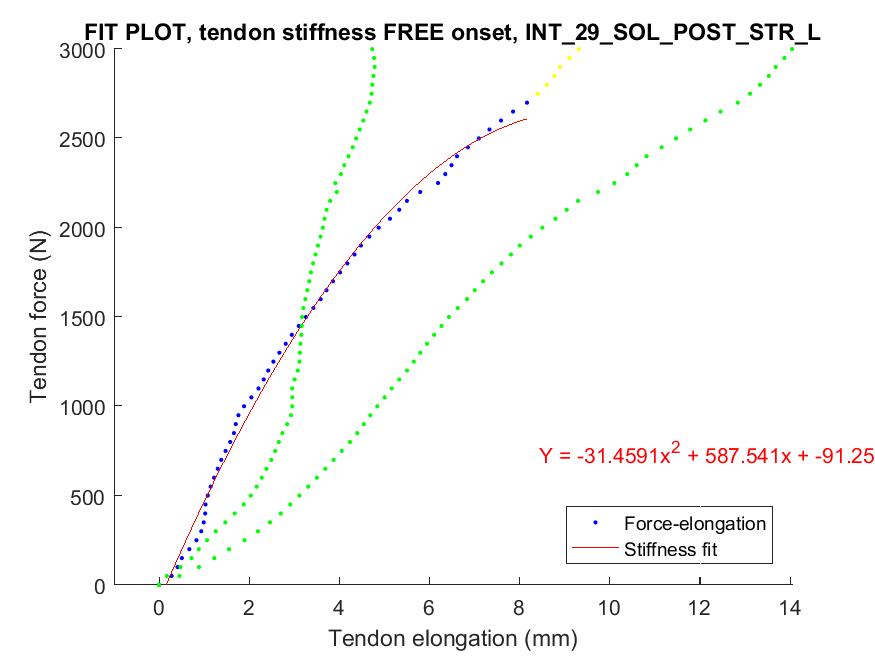 FIT PLOT, tendon stiffness FREE onset, INT_29_SOL_POST_STR_L
3000
2500
2000
1500
1000
500
0
Tendon force (N)
Y = -31.4591x² + 587.541x + -91.25
Force-elongation
Stiffness fit
0 2 4 6 8 10 12 14
Tendon elongation (mm)